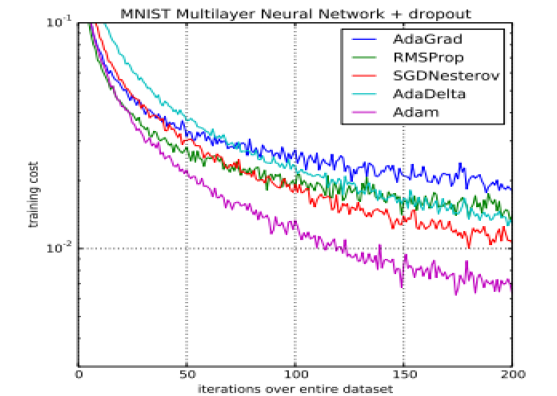 MNIST Multilayer Neural Network + dropout
10⁻¹
AdaGrad
RMSProp
SGDNesterov
AdaDelta
Adam
training cost
10⁻²
0 50 100 150 200
iterations over entire dataset